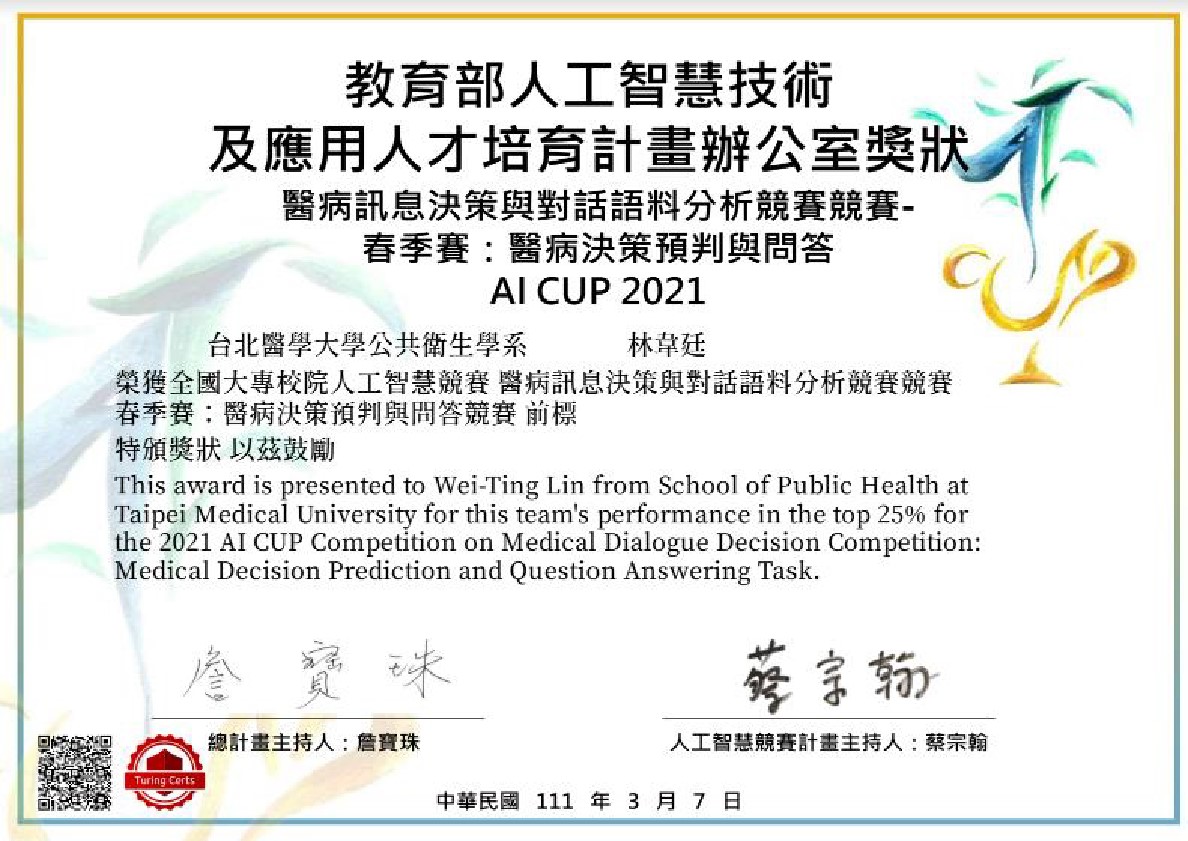 教育部人工智慧技術
及應用人才培育計畫辦公室獎狀
醫病訊息決策與對話語料分析競賽競賽-
春季賽：醫病決策預判與問答
AI CUP 2021
台北醫學大學公共衛生學系 林韋廷
榮獲全國大專校院人工智慧競賽 醫病訊息決策與對話語料分析競賽競賽
春季賽：醫病決策預判與問答競賽 前標
特頒獎狀 以茲鼓勵
This award is presented to Wei-Ting Lin from School of Public Health at
Taipei Medical University for this team's performance in the top 25% for
the 2021 AI CUP Competition on Medical Dialogue Decision Competition:
Medical Decision Prediction and Question Answering Task.
詹寶珠 蔡宗翰
總計畫主持人：詹寶珠 人工智慧競賽計畫主持人：蔡宗翰
Turing Certs
中華民國 111 年 3 月 7 日